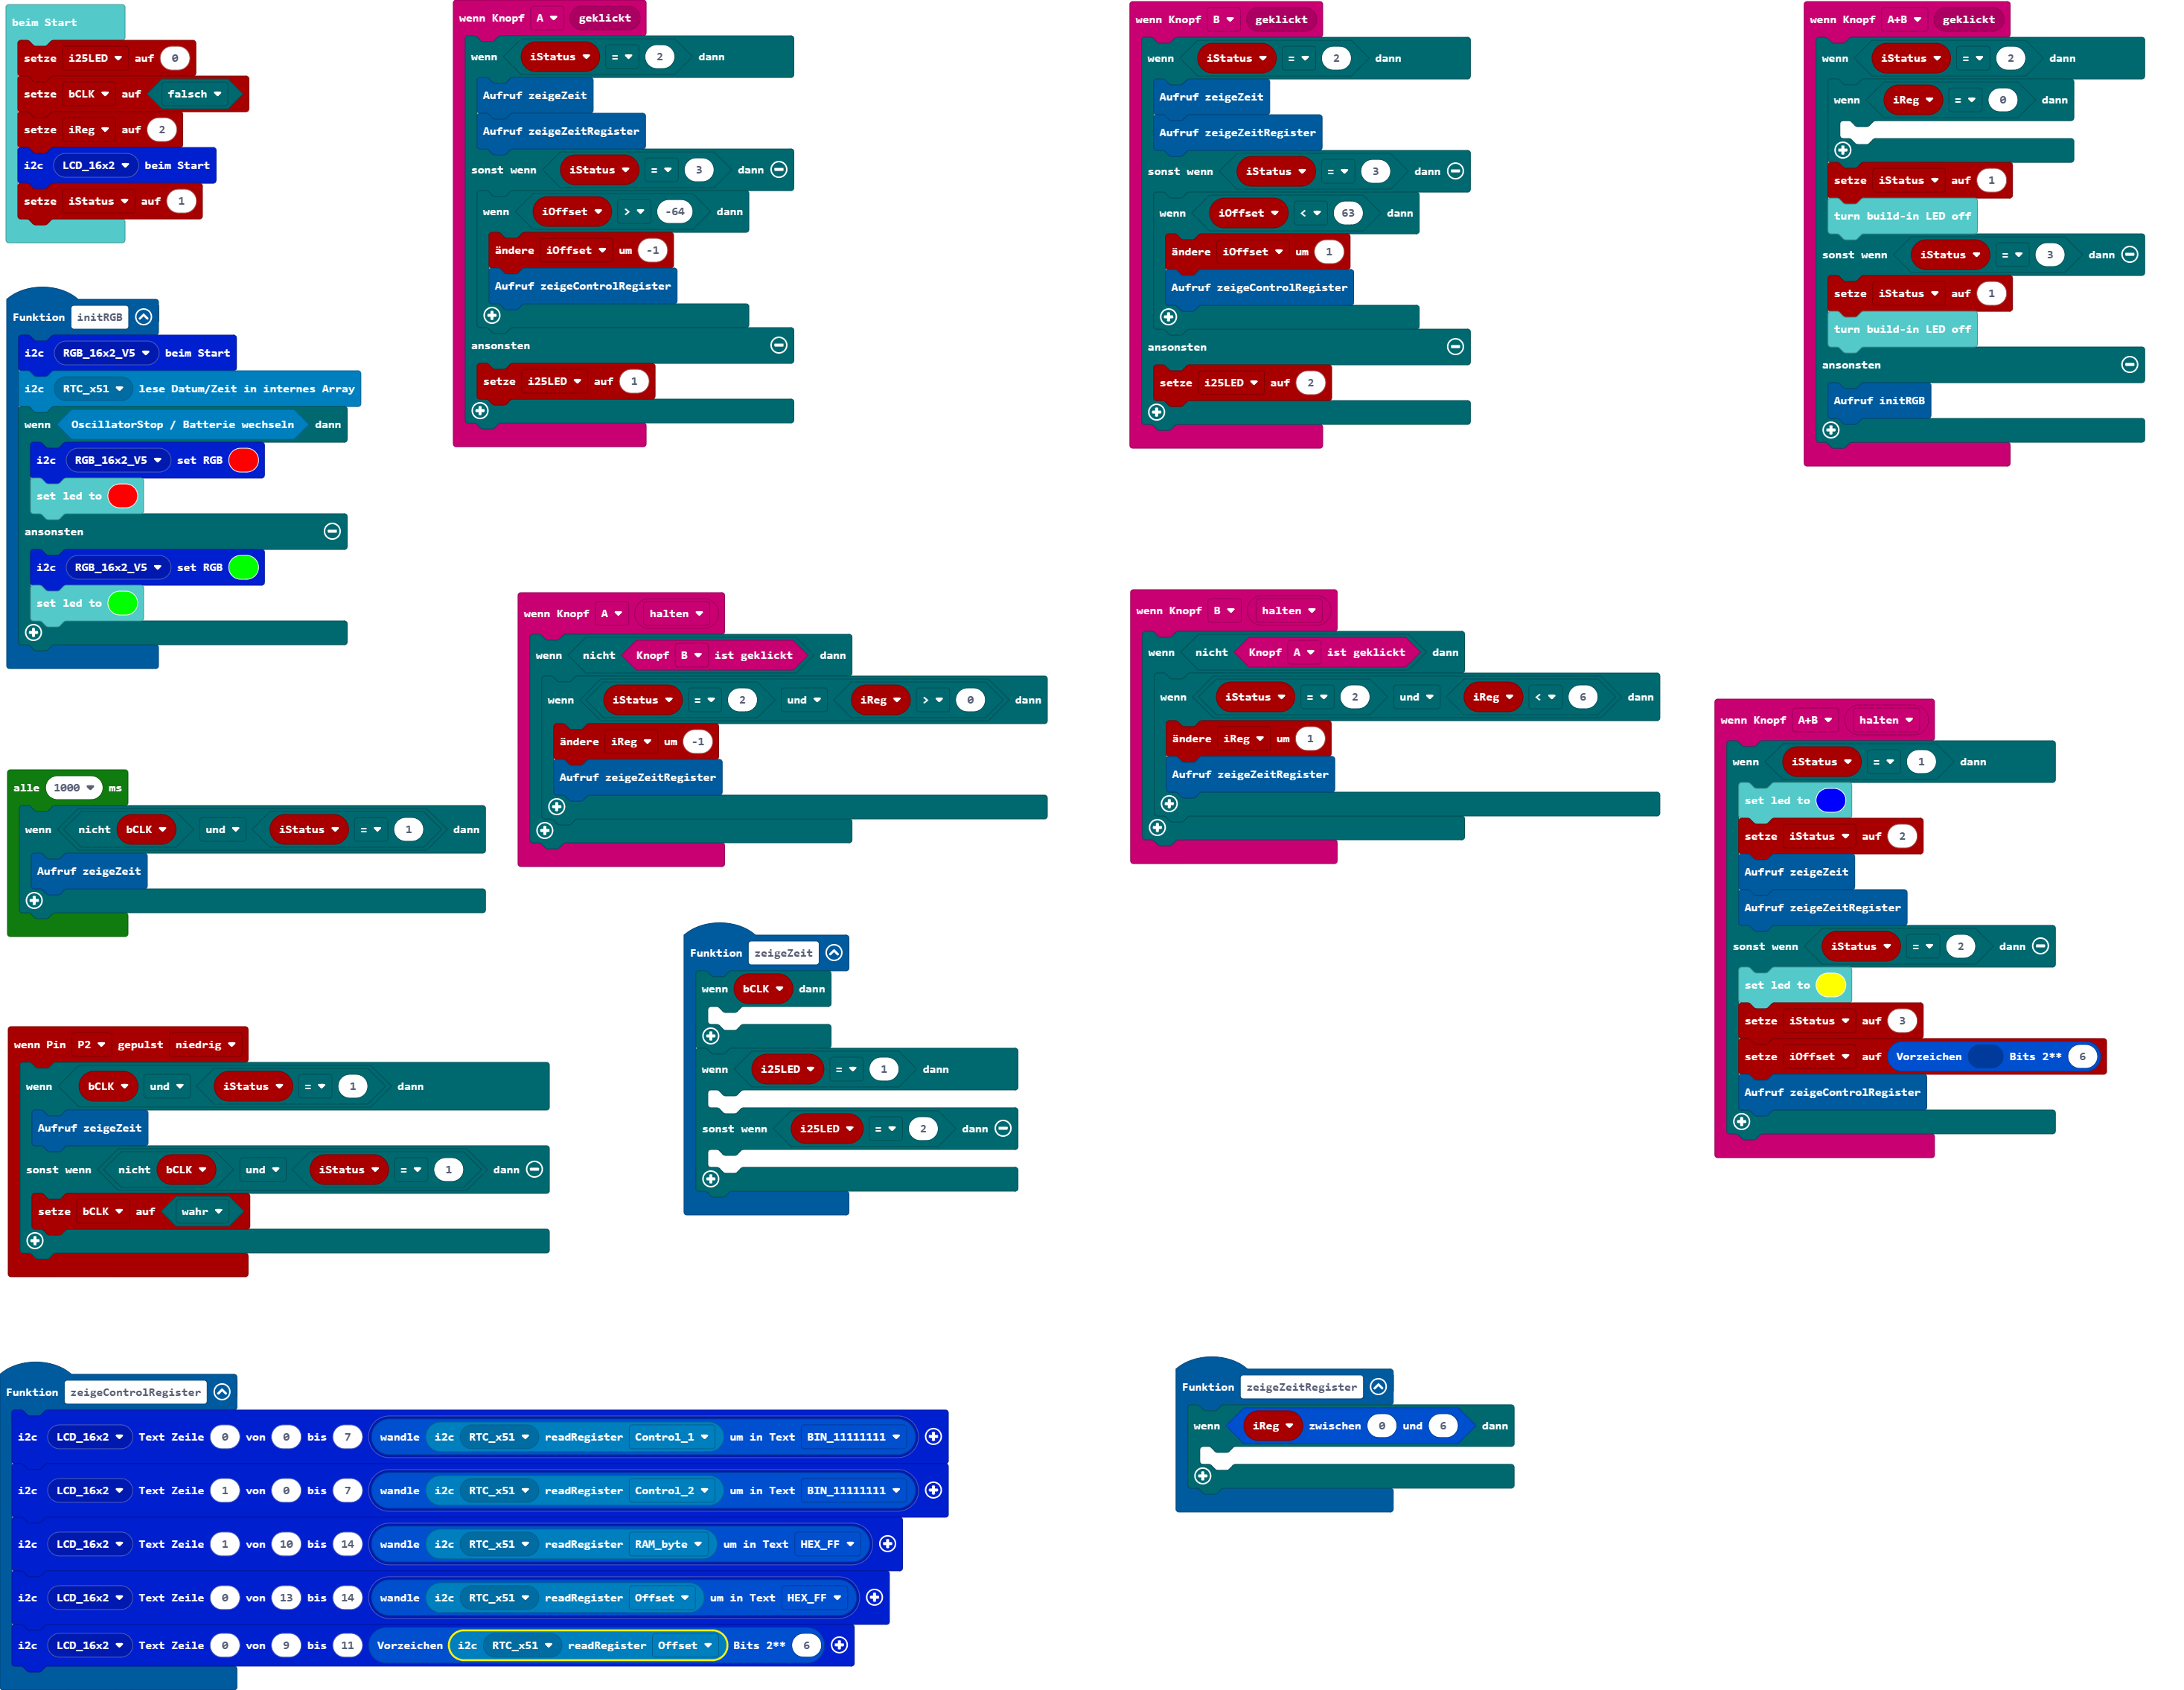 beim Start
setze i25LED auf 0
setze bCLK auf falsch
setze iReg auf 2
i2c LCD_16x2 beim Start
setze iStatus auf 1
Funktion initRGB
i2c RGB_16x2_V5 beim Start
i2c RTC_x51 lese Datum/Zeit in internes Array
wenn OscillatorStop / Batterie wechseln dann
i2c RGB_16x2_V5 set RGB
set led to
ansonsten
i2c RGB_16x2_V5 set RGB
set led to
alle 1000 ms
wenn nicht bCLK und iStatus = 1 dann
Aufruf zeigeZeit
wenn Pin P2 gepulst niedrig
wenn bCLK und iStatus = 1 dann
Aufruf zeigeZeit
sonst wenn nicht bCLK und iStatus = 1 dann
setze bCLK auf wahr
wenn Knopf A geklickt
wenn iStatus = 2 dann
Aufruf zeigeZeit
Aufruf zeigeZeitRegister
sonst wenn iStatus = 3 dann
wenn iOffset > -64 dann
ändere iOffset um -1
Aufruf zeigeControlRegister
ansonsten
setze i25LED auf 1
wenn Knopf A halten
wenn nicht Knopf B ist geklickt dann
wenn iStatus = 2 und iReg > 0 dann
ändere iReg um -1
Aufruf zeigeZeitRegister
Funktion zeigeZeit
wenn bCLK dann
wenn i25LED = 1 dann
sonst wenn i25LED = 2 dann
wenn Knopf B geklickt
wenn iStatus = 2 dann
Aufruf zeigeZeit
Aufruf zeigeZeitRegister
sonst wenn iStatus = 3 dann
wenn iOffset < 63 dann
ändere iOffset um 1
Aufruf zeigeControlRegister
ansonsten
setze i25LED auf 2
wenn Knopf B halten
wenn nicht Knopf A ist geklickt dann
wenn iStatus = 2 und iReg < 6 dann
ändere iReg um 1
Aufruf zeigeZeitRegister
wenn Knopf A+B geklickt
wenn iStatus = 2 dann
wenn iReg = 0 dann
setze iStatus auf 1
turn build-in LED off
sonst wenn iStatus = 3 dann
setze iStatus auf 1
turn build-in LED off
ansonsten
Aufruf initRGB
wenn Knopf A+B halten
wenn iStatus = 1 dann
set led to
setze iStatus auf 2
Aufruf zeigeZeit
Aufruf zeigeZeitRegister
sonst wenn iStatus = 2 dann
set led to
setze iStatus auf 3
setze iOffset auf Vorzeichen Bits 2** 6
Aufruf zeigeControlRegister
Funktion zeigeControlRegister
i2c LCD_16x2 Text Zeile 0 von 0 bis 7 wandle i2c RTC_x51 readRegister Control_1 um in Text BIN_11111111
i2c LCD_16x2 Text Zeile 1 von 0 bis 7 wandle i2c RTC_x51 readRegister Control_2 um in Text BIN_11111111
i2c LCD_16x2 Text Zeile 1 von 10 bis 14 wandle i2c RTC_x51 readRegister RAM_byte um in Text HEX_FF
i2c LCD_16x2 Text Zeile 0 von 13 bis 14 wandle i2c RTC_x51 readRegister Offset um in Text HEX_FF
i2c LCD_16x2 Text Zeile 0 von 9 bis 11 Vorzeichen i2c RTC_x51 readRegister Offset Bits 2** 6
Funktion zeigeZeitRegister
wenn iReg zwischen 0 und 6 dann